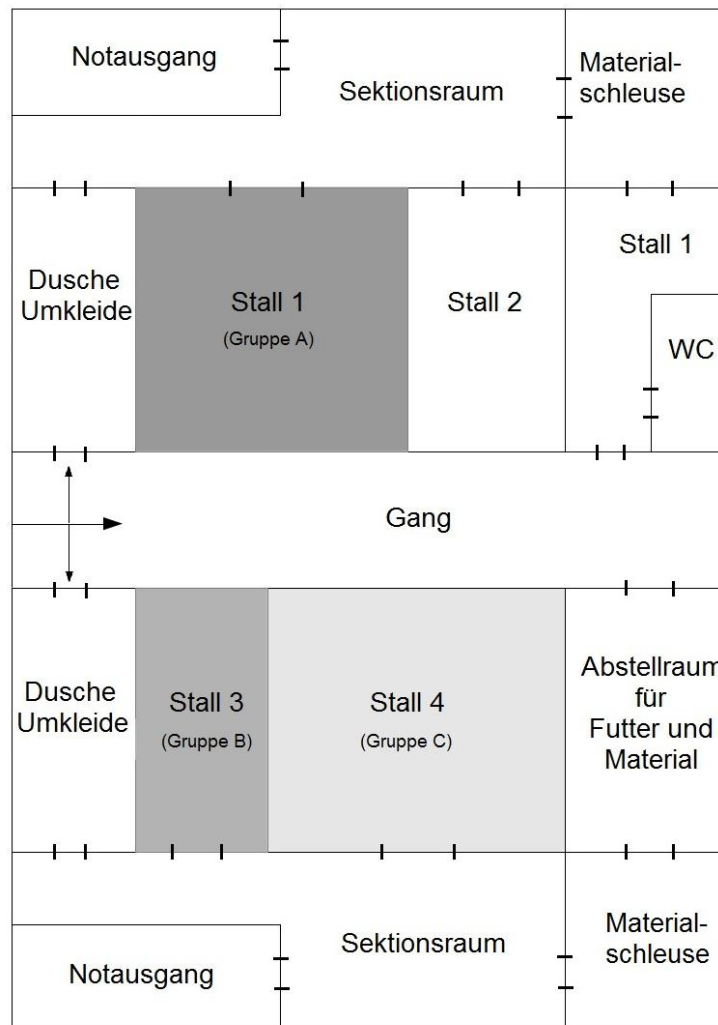 Notausgang
Sektionsraum
Material-
schleuse
Dusche
Umkleide
Stall 1
(Gruppe A)
Stall 2
Stall 1
WC
Gang
Dusche
Umkleide
Stall 3
(Gruppe B)
Stall 4
(Gruppe C)
Abstellraum
für
Futter und
Material
Notausgang
Sektionsraum
Material-
schleuse